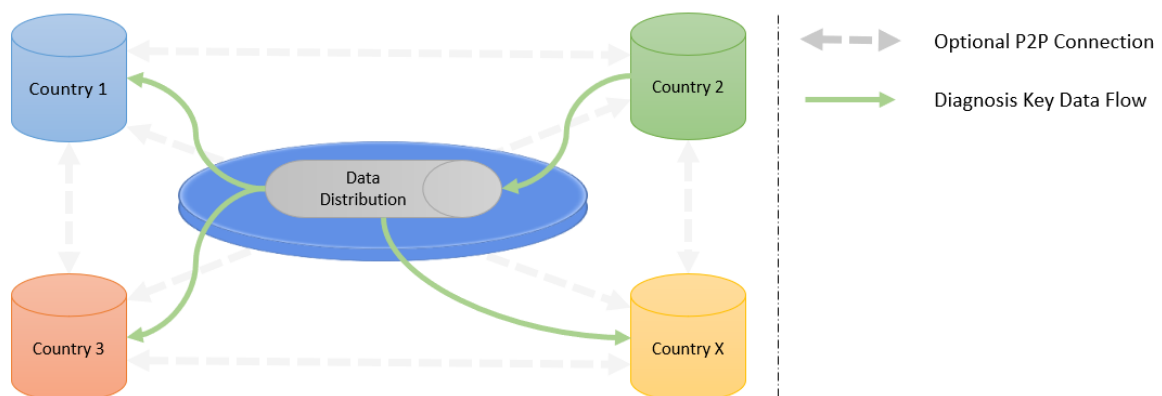 Country 1
Country 2
Data
Distribution
Country 3
Country X
Optional P2P Connection
Diagnosis Key Data Flow